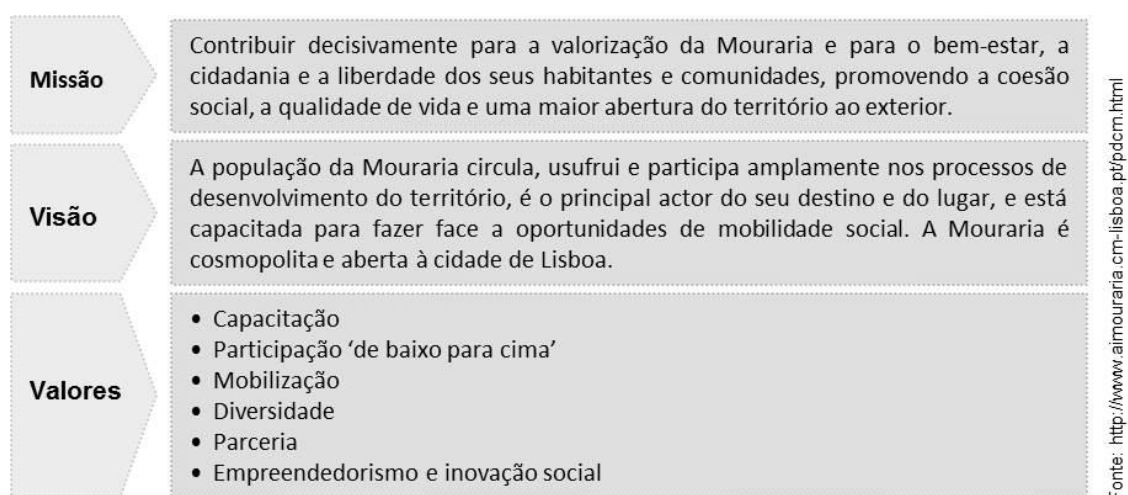 Missão
Contribuir decisivamente para a valorização da Mouraria e para o bem-estar, a
cidadania e a liberdade dos seus habitantes e comunidades, promovendo a coesão
social, a qualidade de vida e uma maior abertura do território ao exterior.
Visão
A população da Mouraria circula, usufrui e participa amplamente nos processos de
desenvolvimento do território, é o principal actor do seu destino e do lugar, e está
capacitada para fazer face a oportunidades de mobilidade social. A Mouraria é
cosmopolita e aberta à cidade de Lisboa.
Valores
• Capacitação
• Participação ‘de baixo para cima’
• Mobilização
• Diversidade
• Parceria
• Empreendedorismo e inovação social
Fonte: http://www.aimouraria.cm-lisboa.pt/pdcm.html